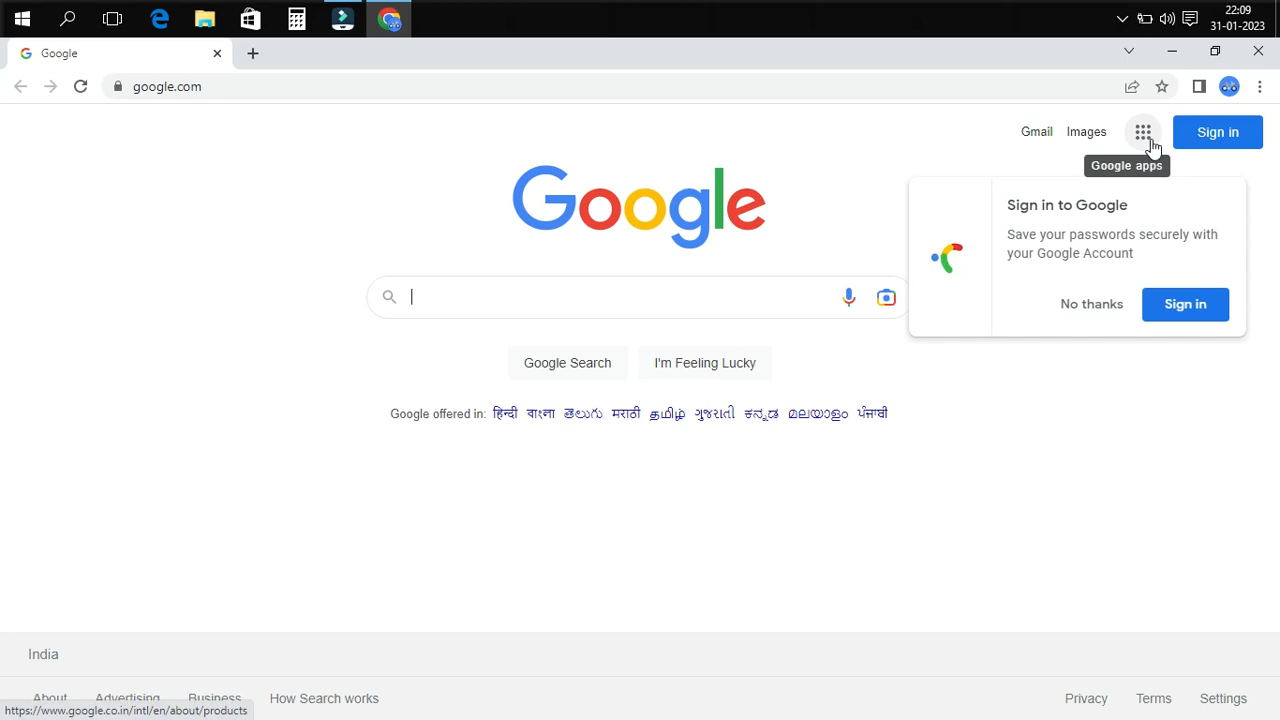 22:09
31-01-2023
Google
google.com
Gmail Images Sign in
Google apps
Google
Sign in to Google
Save your passwords securely with
your Google Account
No thanks Sign in
Google Search I'm Feeling Lucky
Google offered in: हिन्दी বাংলা తెలుగు मराठी தமிழ் ગુજરાતી ಕನ್ನಡ മലയാളം ਪੰਜਾਬੀ
India
About Advertising Business How Search works Privacy Terms Settings
https://www.google.co.in/intl/en/about/products